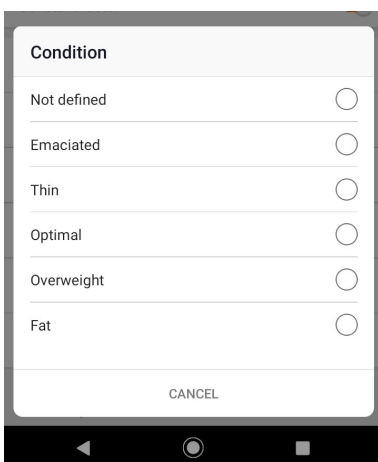 Condition
Not defined
Emaciated
Thin
Optimal
Overweight
Fat
CANCEL